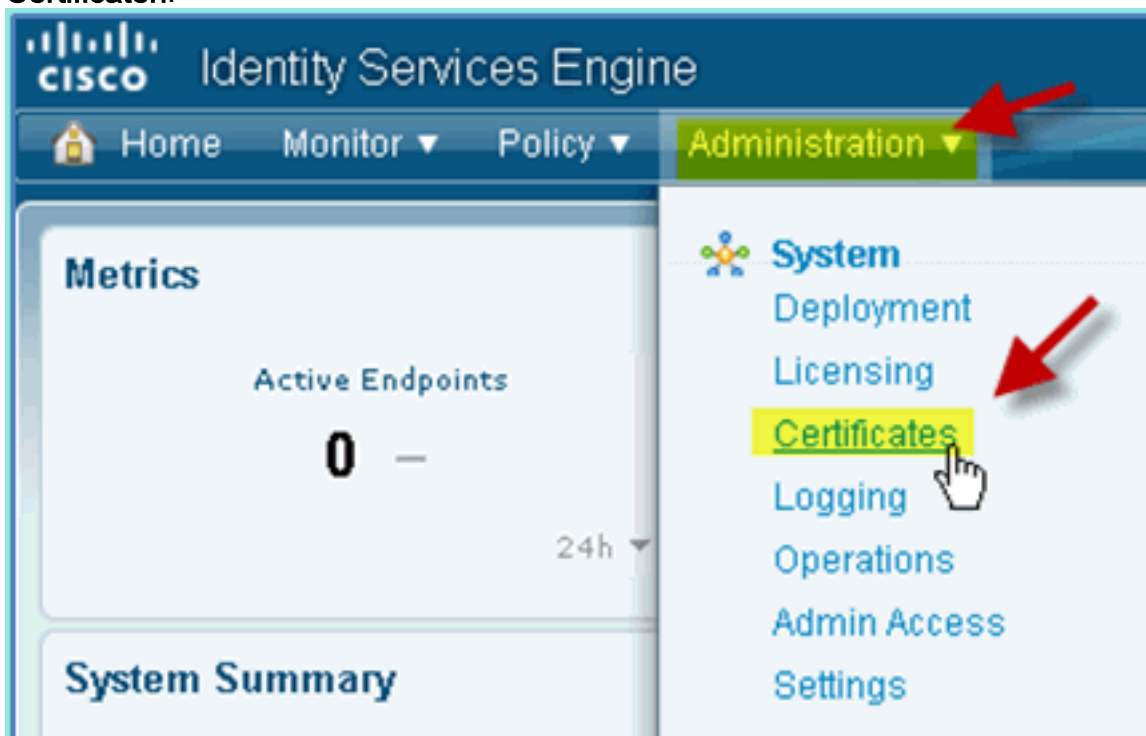 CISCO Identity Services Engine
Home Monitor Policy Administration
Metrics
Active Endpoints
0 –
24h
System Summary
System
Deployment
Licensing
Certificates
Logging
Operations
Admin Access
Settings